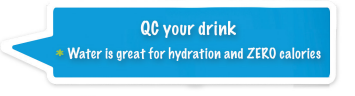 QC your drink
* Water is great for hydration and ZERO calories